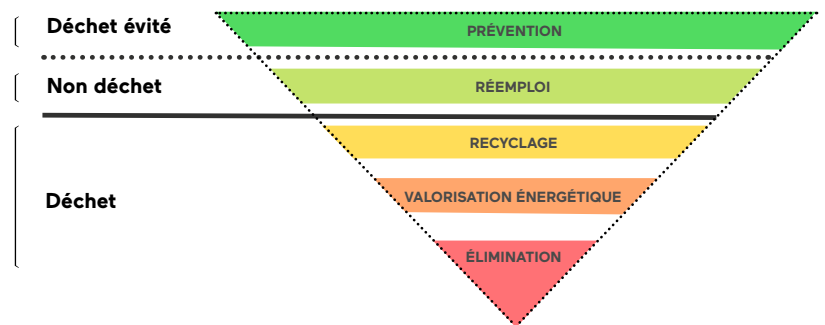 Déchet évité
PRÉVENTION
Non déchet
RÉEMPLOI
RECYCLAGE
Déchet
VALORISATION ÉNERGÉTIQUE
ÉLIMINATION